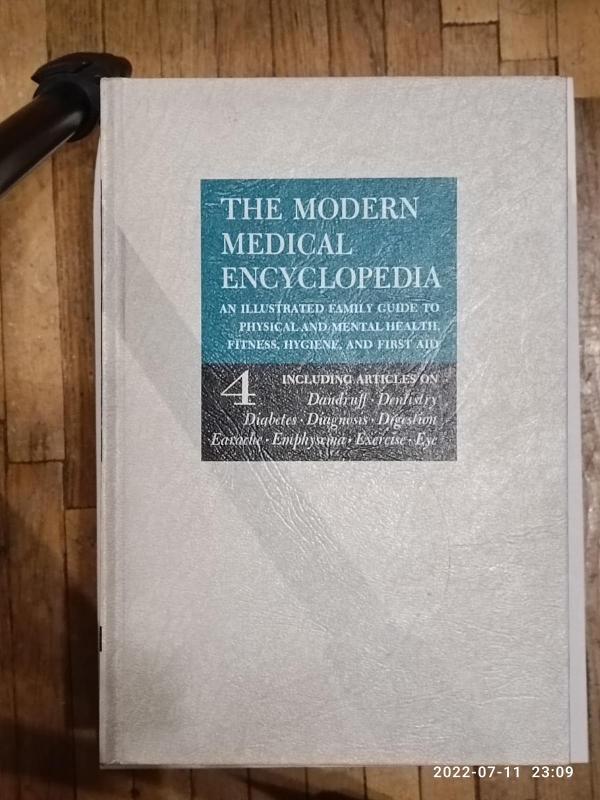 THE MODERN
MEDICAL
ENCYCLOPEDIA
AN ILLUSTRATED FAMILY GUIDE TO
PHYSICAL AND MENTAL HEALTH,
FITNESS, HYGIENE, AND FIRST AID
4
INCLUDING ARTICLES ON
Dandruff · Dentistry
Diabetes · Diagnosis · Digestion
Earache · Emphysema · Exercise · Eye
2022-07-11 23:09